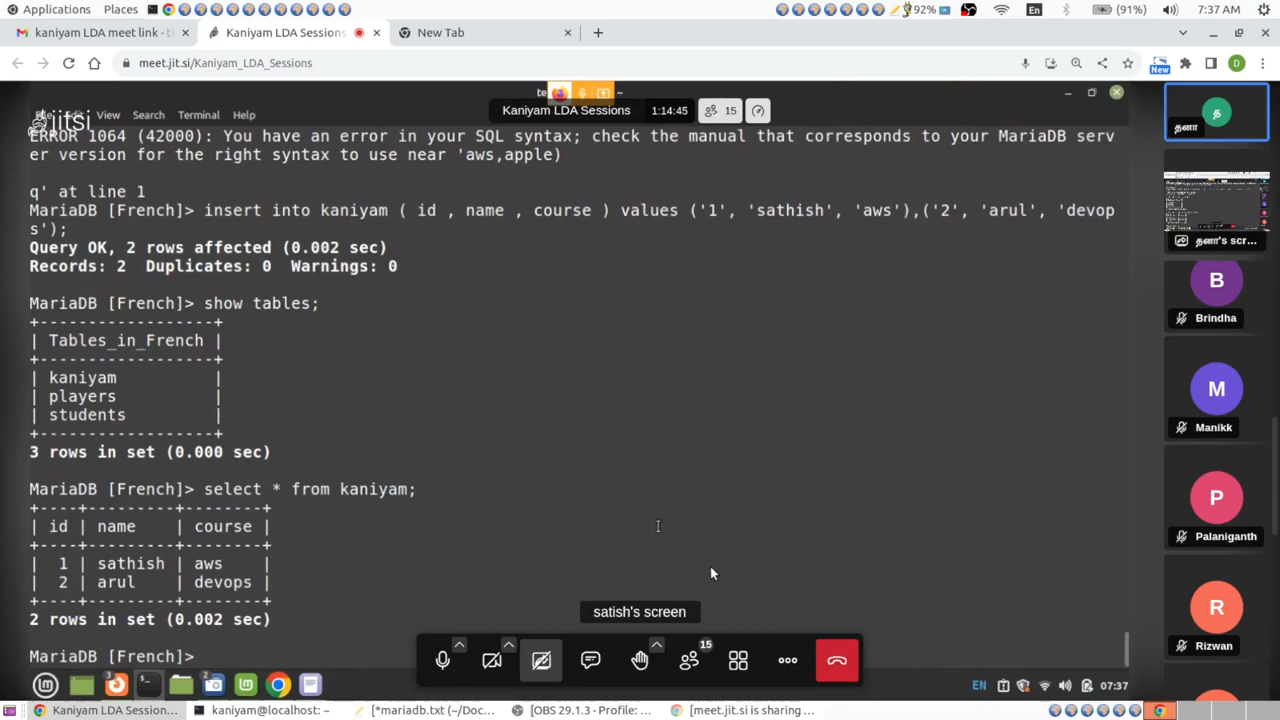 Applications Places 92% En (91%) 7:37 AM
kaniyam LDA meet link - t Kaniyam LDA Sessions New Tab
meet.jit.si/Kaniyam_LDA_Sessions New D
te ~
jitsi View Search Terminal Help
Kaniyam LDA Sessions 1:14:45 15
ERROR 1064 (42000): You have an error in your SQL syntax; check the manual that corresponds to your MariaDB serv
er version for the right syntax to use near 'aws,apple)
q' at line 1
MariaDB [French]> insert into kaniyam ( id , name , course ) values ('1', 'sathish', 'aws'),('2', 'arul', 'devop
s');
Query OK, 2 rows affected (0.002 sec)
Records: 2 Duplicates: 0 Warnings: 0
MariaDB [French]> show tables;
+------------------+
| Tables_in_French |
+------------------+
| kaniyam |
| players |
| students |
+------------------+
3 rows in set (0.000 sec)
MariaDB [French]> select * from kaniyam;
+----+---------+--------+
| id | name | course |
+----+---------+--------+
| 1 | sathish | aws |
| 2 | arul | devops |
+----+---------+--------+
2 rows in set (0.002 sec)
MariaDB [French]>
satish's screen
15
த
தனா
தனா's scr...
B
Brindha
M
Manikk
P
Palaniganth
R
Rizwan
2 2 EN 07:37
Kaniyam LDA Session... kaniyam@localhost: ~ [*mariadb.txt (~/Doc... [OBS 29.1.3 - Profile: ... [meet.jit.si is sharing ...